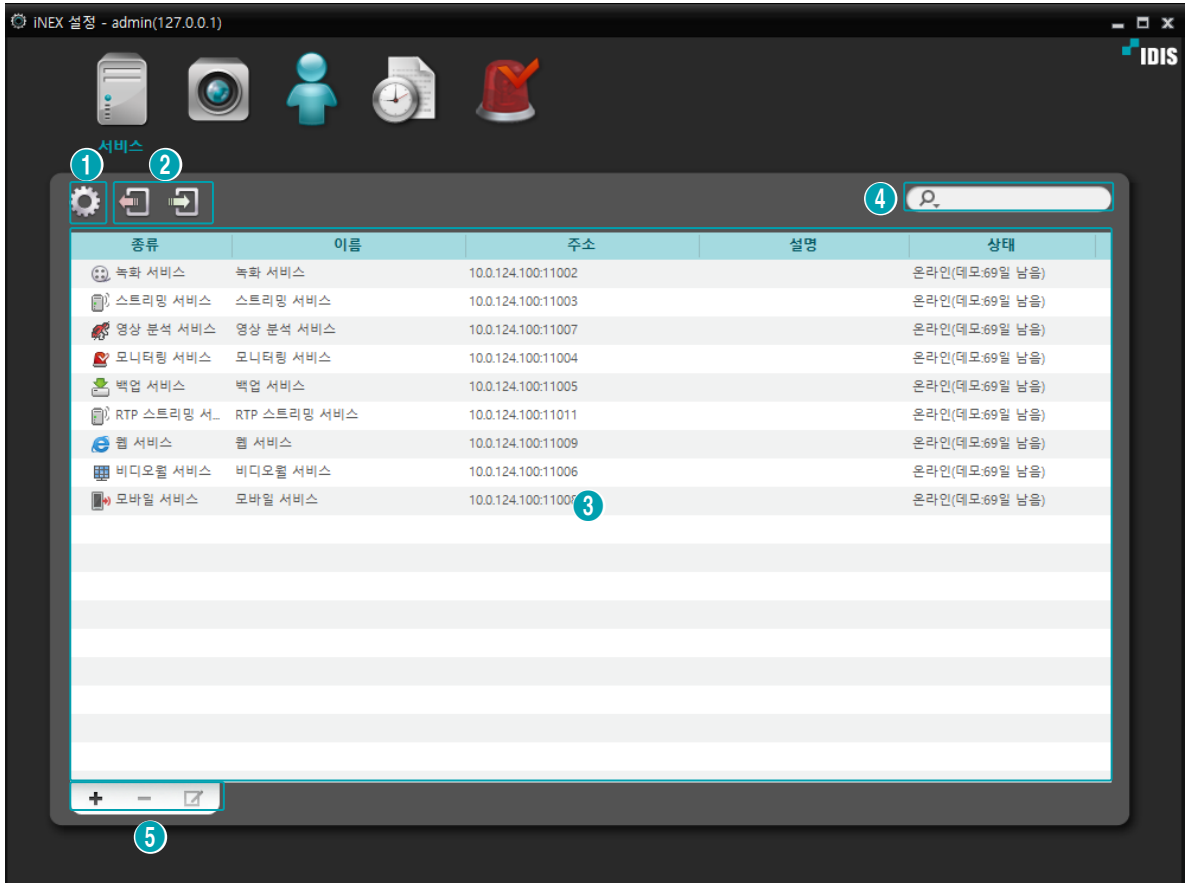 iNEX 설정 - admin(127.0.0.1)
IDIS
서비스
1
2
4
종류 이름 주소 설명 상태
녹화 서비스 녹화 서비스 10.0.124.100:11002 온라인(데모:69일 남음)
스트리밍 서비스 스트리밍 서비스 10.0.124.100:11003 온라인(데모:69일 남음)
영상 분석 서비스 영상 분석 서비스 10.0.124.100:11007 온라인(데모:69일 남음)
모니터링 서비스 모니터링 서비스 10.0.124.100:11004 온라인(데모:69일 남음)
백업 서비스 백업 서비스 10.0.124.100:11005 온라인(데모:69일 남음)
RTP 스트리밍 서... RTP 스트리밍 서비스 10.0.124.100:11011 온라인(데모:69일 남음)
웹 서비스 웹 서비스 10.0.124.100:11009 온라인(데모:69일 남음)
비디오월 서비스 비디오월 서비스 10.0.124.100:11006 온라인(데모:69일 남음)
모바일 서비스 모바일 서비스 10.0.124.100:11008 온라인(데모:69일 남음)
3
5